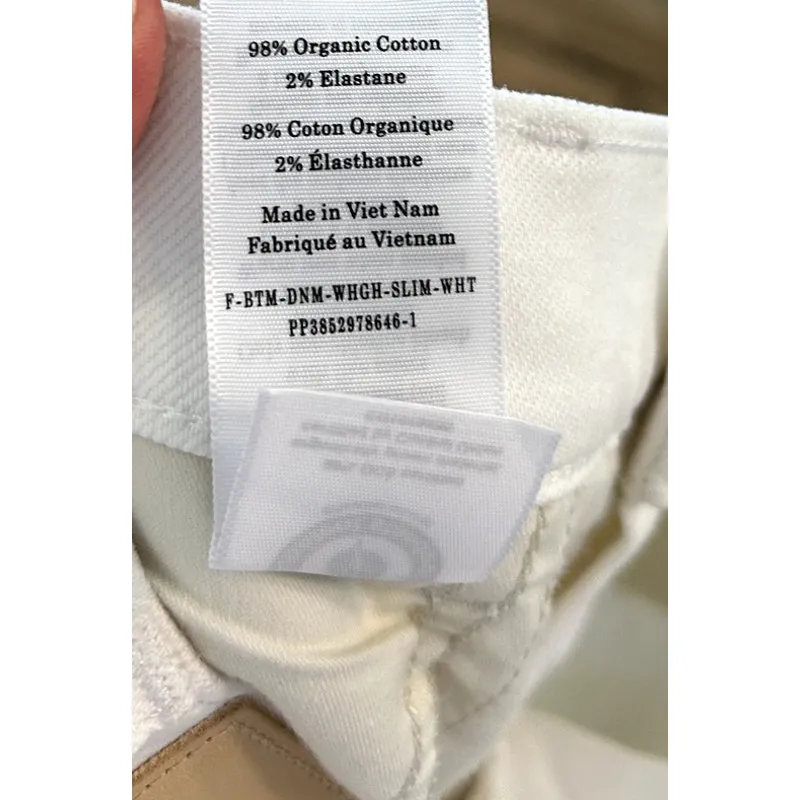 98% Organic Cotton
2% Elastane
98% Coton Organique
2% Élasthanne
Made in Viet Nam
Fabriqué au Vietnam
F-BTM-DNM-WHGH-SLIM-WHT
PP3852978646-1